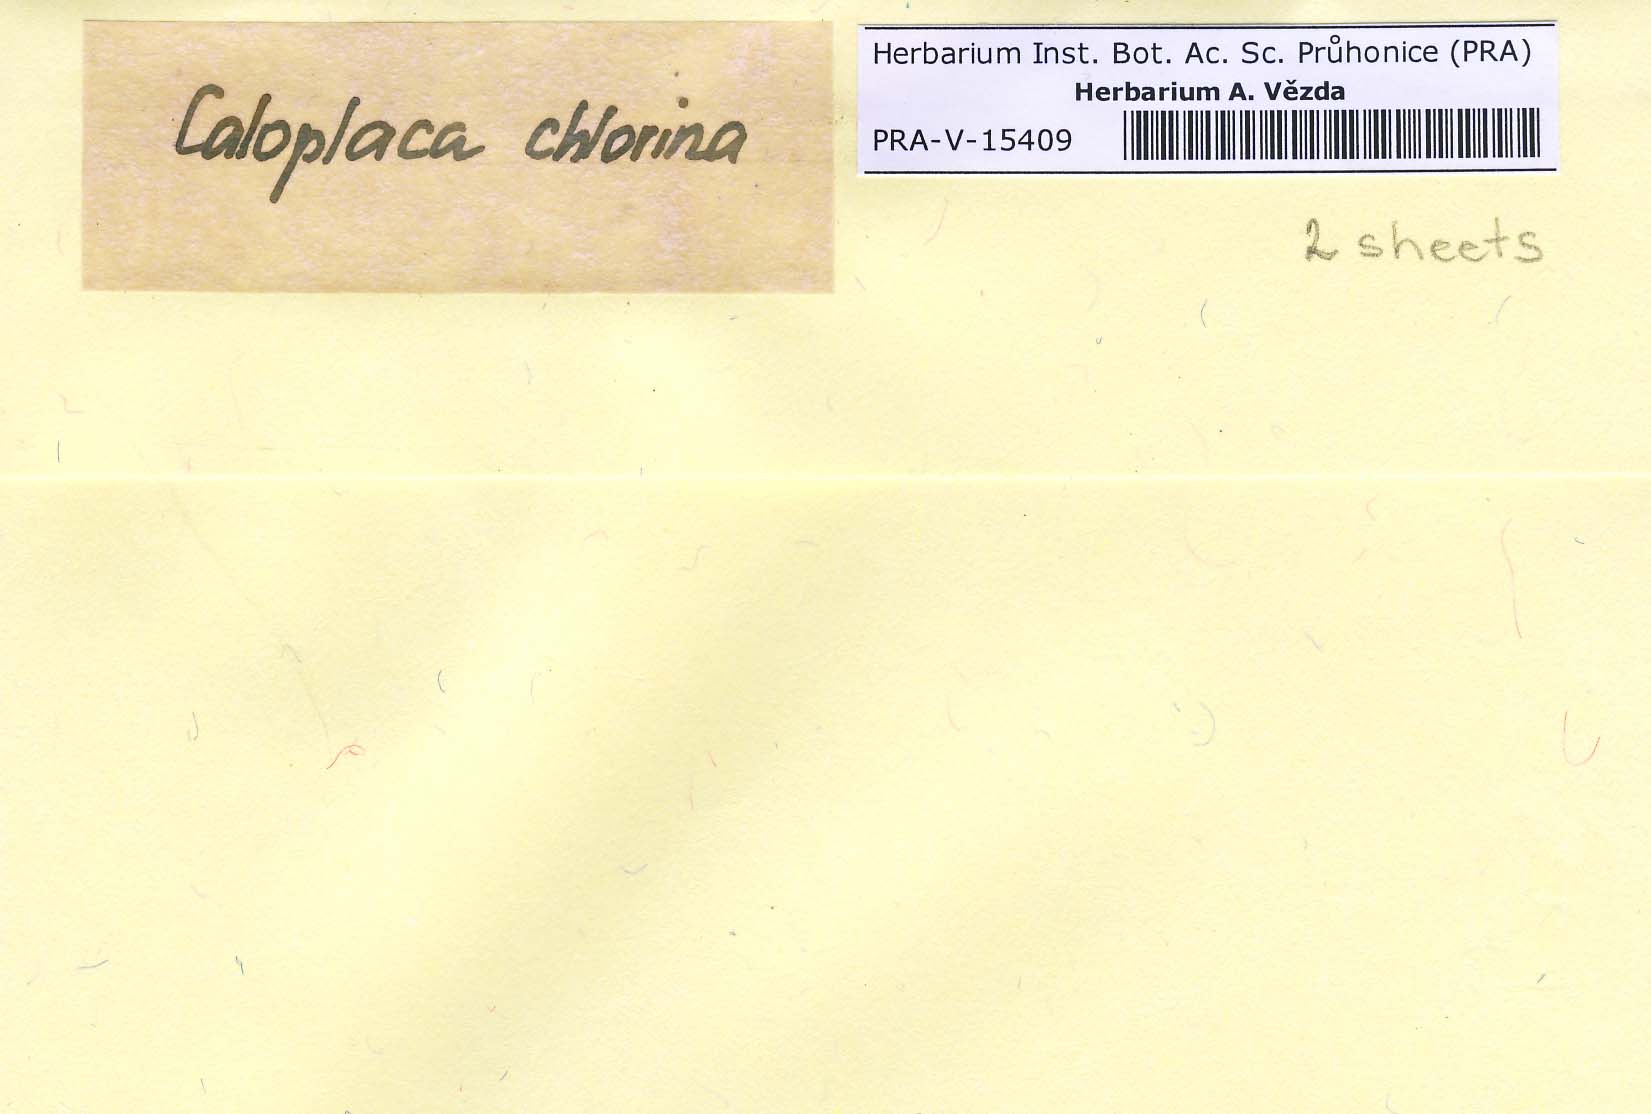 Caloplaca chlorina
Herbarium Inst. Bot. Ac. Sc. Průhonice (PRA)
Herbarium A. Vězda
PRA-V-15409
2 sheets